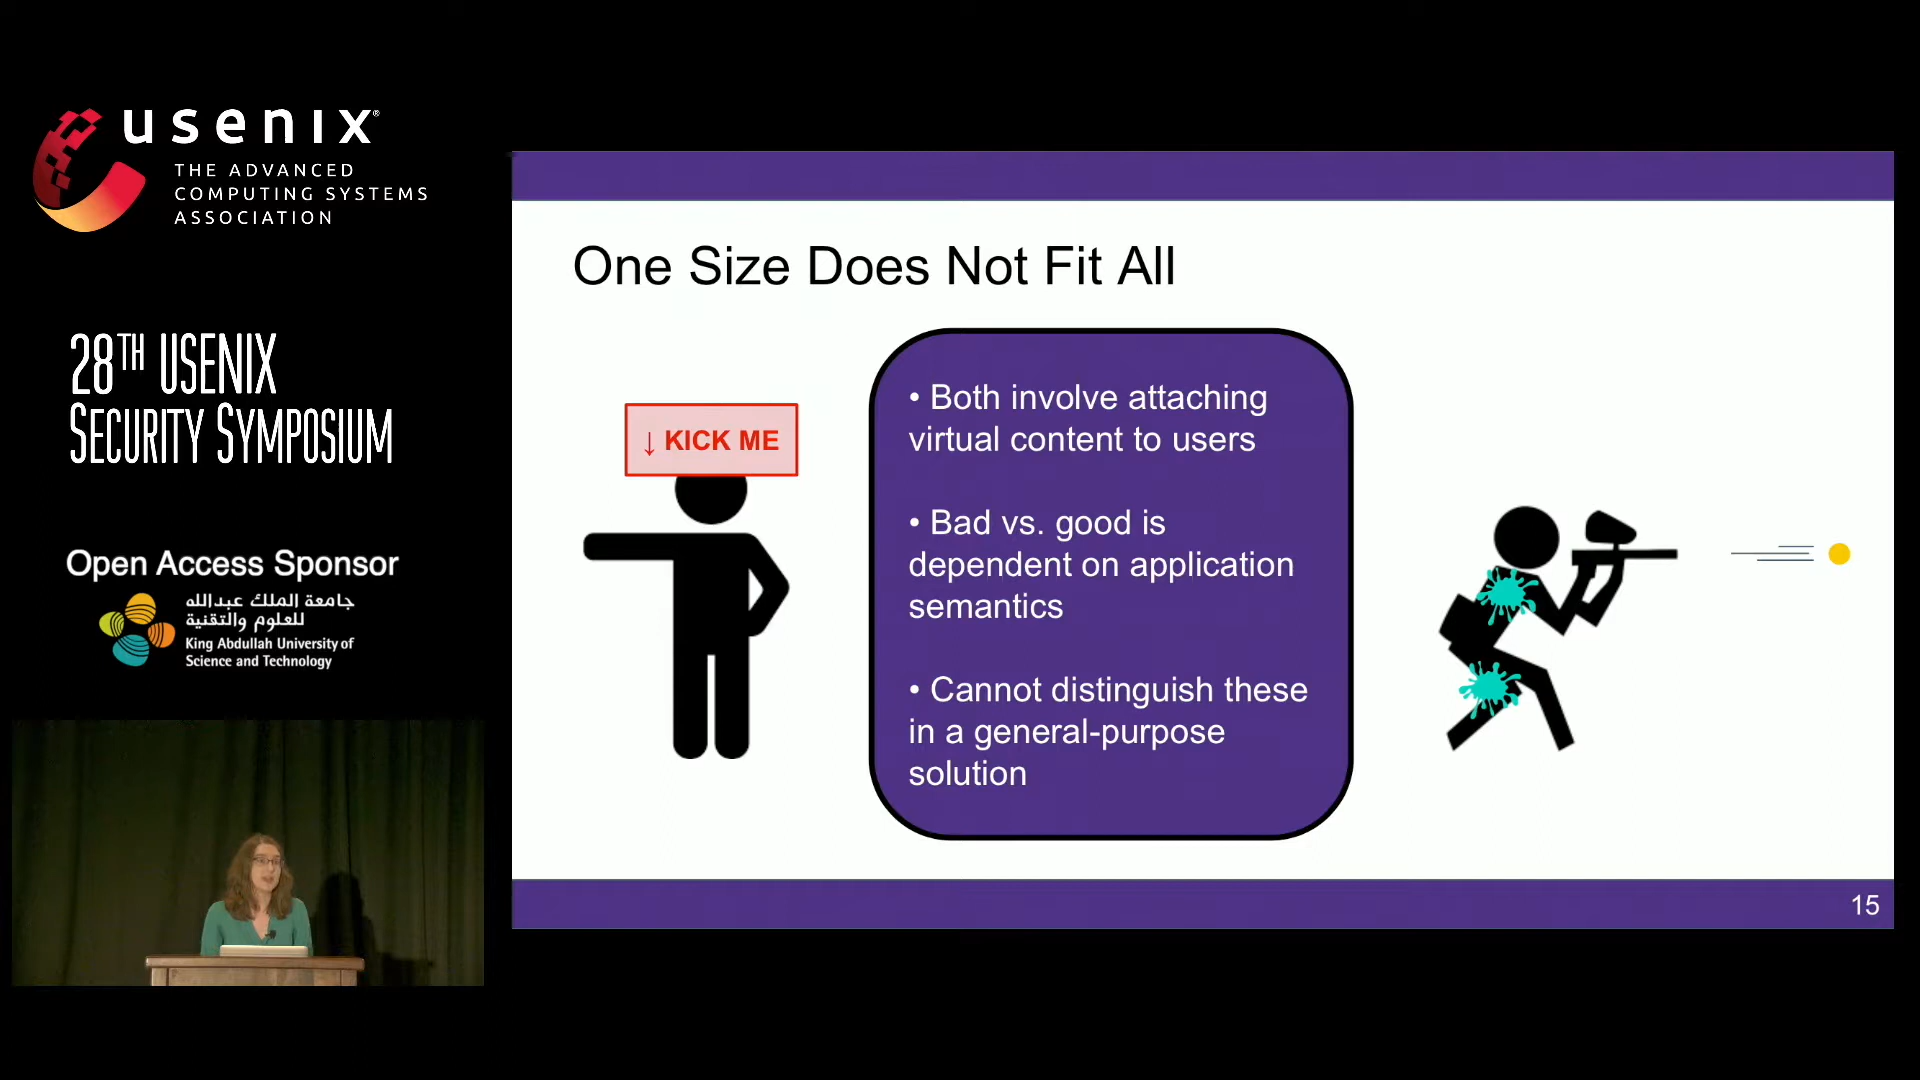 usenix®
THE ADVANCED
COMPUTING SYSTEMS
ASSOCIATION
28TH USENIX
SECURITY SYMPOSIUM
Open Access Sponsor
جامعة الملك عبدالله
للعلوم والتقنية
King Abdullah University of
Science and Technology
One Size Does Not Fit All
↓ KICK ME
• Both involve attaching
virtual content to users
• Bad vs. good is
dependent on application
semantics
• Cannot distinguish these
in a general-purpose
solution
15